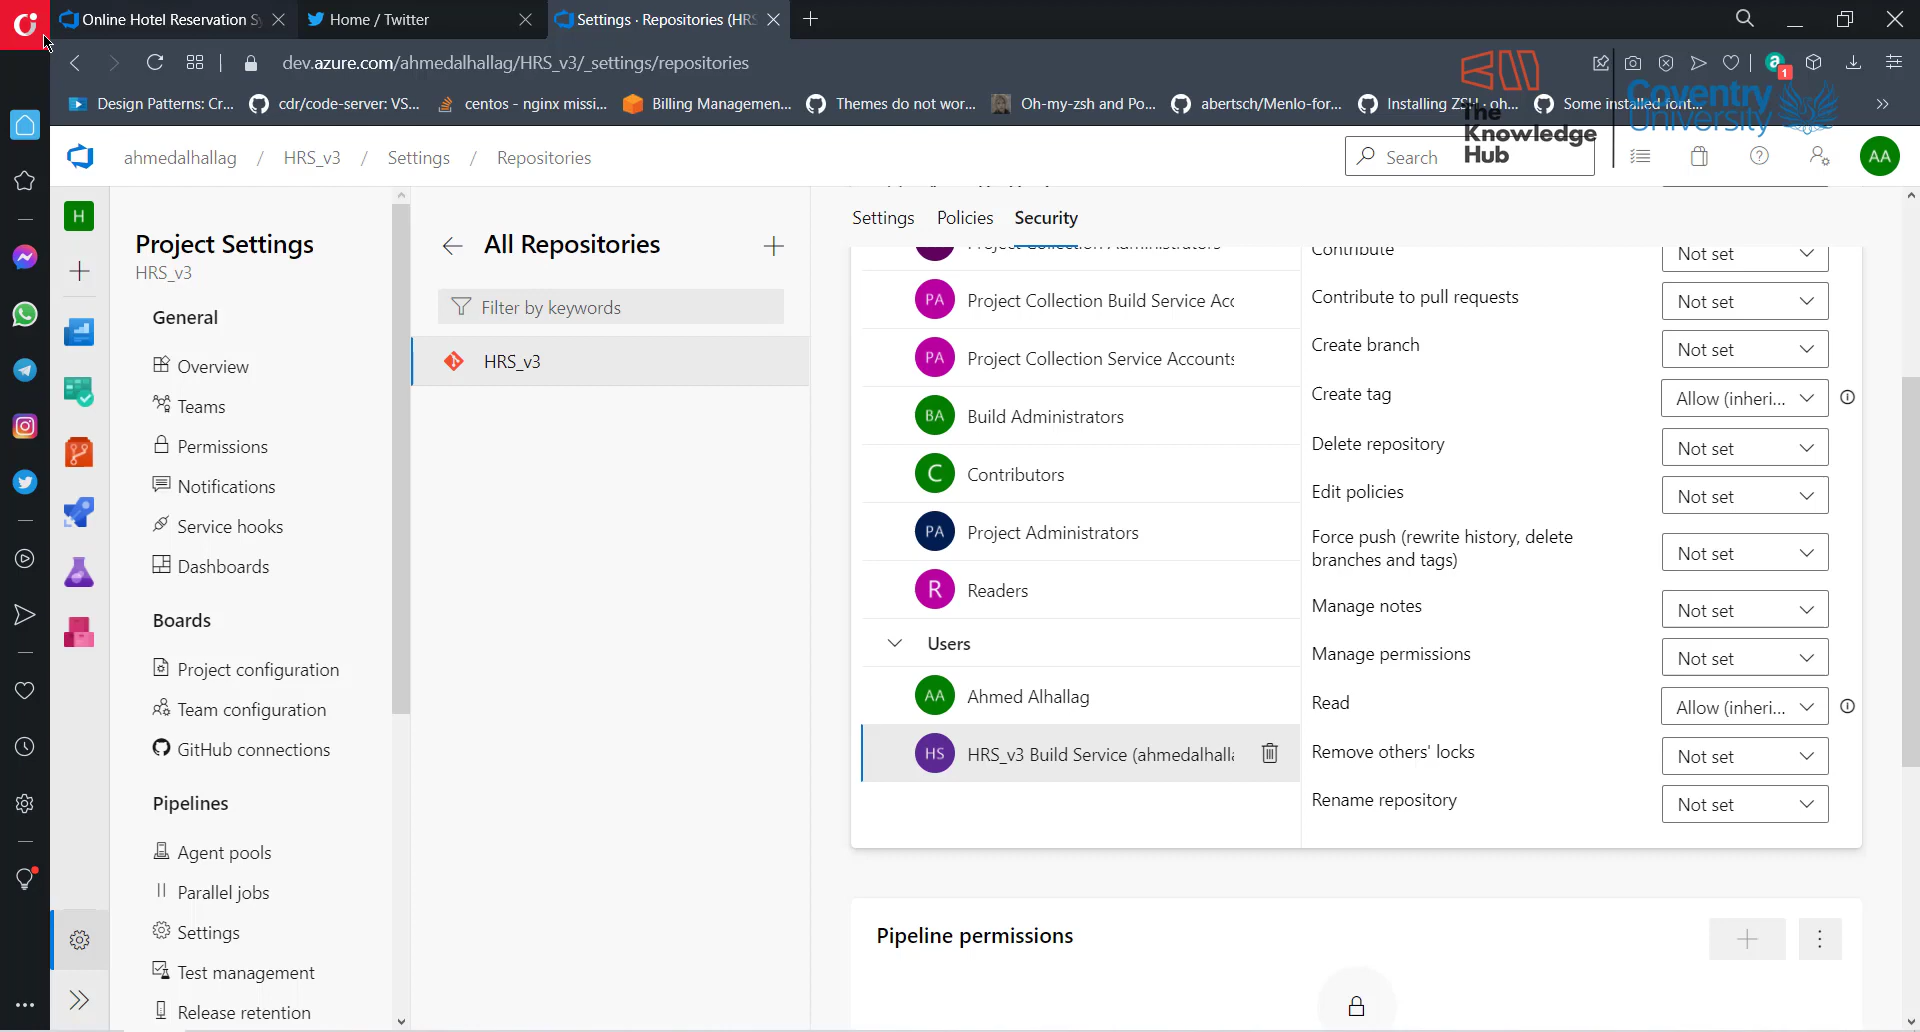 Online Hotel Reservation Sy
Home / Twitter
Settings · Repositories (HRS
dev.azure.com/ahmedalhallag/HRS_v3/_settings/repositories
a
1
Design Patterns: Cr...
cdr/code-server: VS...
centos - nginx missi...
Billing Managemen...
Themes do not wor...
Oh-my-zsh and Po...
abertsch/Menlo-for...
Installing ZSH · oh...
Some installed font...
The
Knowledge
Hub
Coventry
University
ahmedalhallag / HRS_v3 / Settings / Repositories
Search
AA
H
Project Settings
HRS_v3
General
Overview
Teams
Permissions
Notifications
Service hooks
Dashboards
Boards
Project configuration
Team configuration
GitHub connections
Pipelines
Agent pools
Parallel jobs
Settings
Test management
Release retention
All Repositories
Filter by keywords
HRS_v3
Settings
Policies
Security
Project Collection Administrators
PA Project Collection Build Service Acc
PA Project Collection Service Accounts
BA Build Administrators
C Contributors
PA Project Administrators
R Readers
Users
AA Ahmed Alhallag
HS HRS_v3 Build Service (ahmedalhalla
Contribute Not set
Contribute to pull requests Not set
Create branch Not set
Create tag Allow (inheri...
Delete repository Not set
Edit policies Not set
Force push (rewrite history, delete
branches and tags) Not set
Manage notes Not set
Manage permissions Not set
Read Allow (inheri...
Remove others' locks Not set
Rename repository Not set
Pipeline permissions